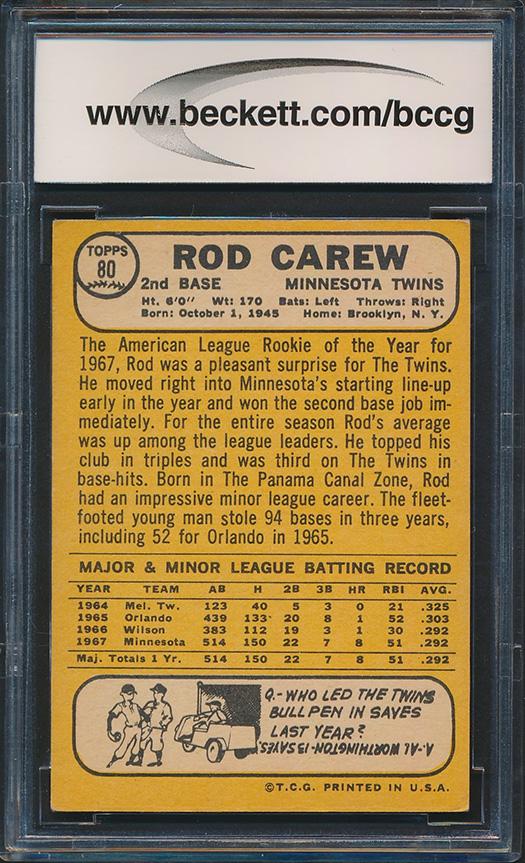 www.beckett.com/bccg
TOPPS
80
ROD CAREW
2nd BASE MINNESOTA TWINS
Ht. 6'0" Wt: 170 Bats: Left Throws: Right
Born: October 1, 1945 Home: Brooklyn, N. Y.
The American League Rookie of the Year for
1967, Rod was a pleasant surprise for The Twins.
He moved right into Minnesota's starting line-up
early in the year and won the second base job im-
mediately. For the entire season Rod's average
was up among the league leaders. He topped his
club in triples and was third on The Twins in
base-hits. Born in The Panama Canal Zone, Rod
had an impressive minor league career. The fleet-
footed young man stole 94 bases in three years,
including 52 for Orlando in 1965.
MAJOR & MINOR LEAGUE BATTING RECORD
YEAR TEAM AB H 2B 3B HR RBI AVG.
1964 Mel. Tw. 123 40 5 3 0 21 .325
1965 Orlando 439 133 20 8 1 52 .303
1966 Wilson 383 112 19 3 1 30 .292
1967 Minnesota 514 150 22 7 8 51 .292
Maj. Totals 1 Yr. 514 150 22 7 8 51 .292
Q.-WHO LED THE TWINS
BULLPEN IN SAVES
LAST YEAR?
A.-AL WORTHINGTON-13 SAVES.
©T.C.G. PRINTED IN U.S.A.